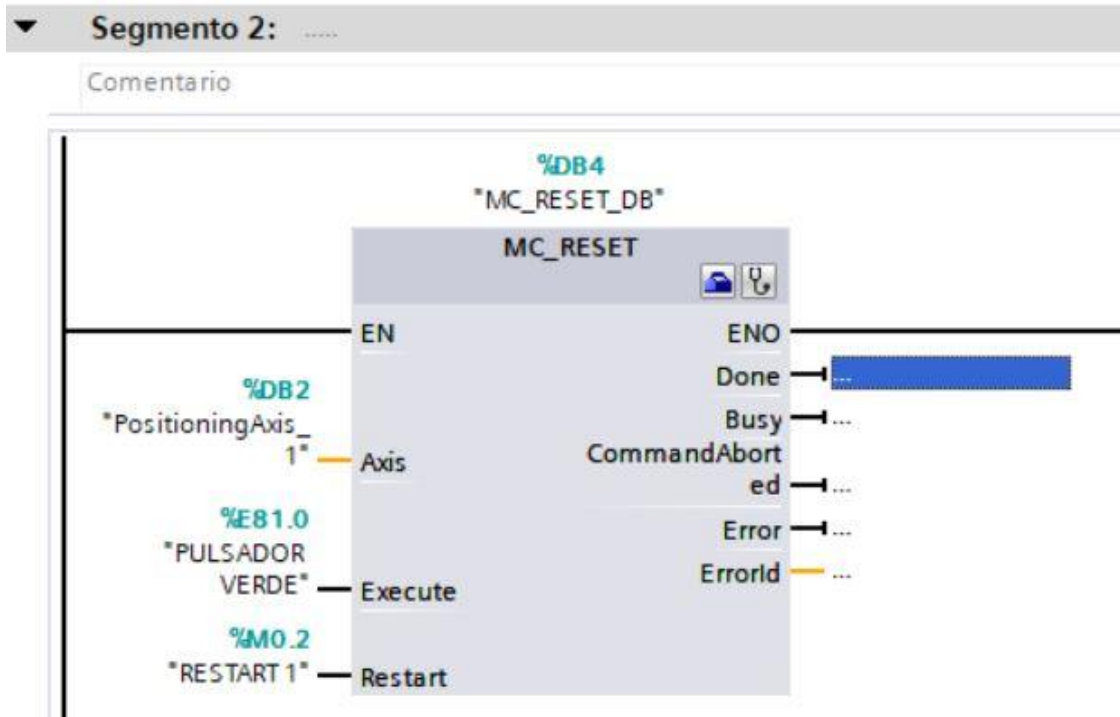 Segmento 2: .....
Comentario
%DB4
"MC_RESET_DB"
MC_RESET
EN
ENO
Done
...
%DB2
"PositioningAxis_
1"
Axis
Busy
...
CommandAbort
ed
...
%E81.0
"PULSADOR
VERDE"
Execute
Error
...
ErrorId
...
%M0.2
"RESTART 1"
Restart